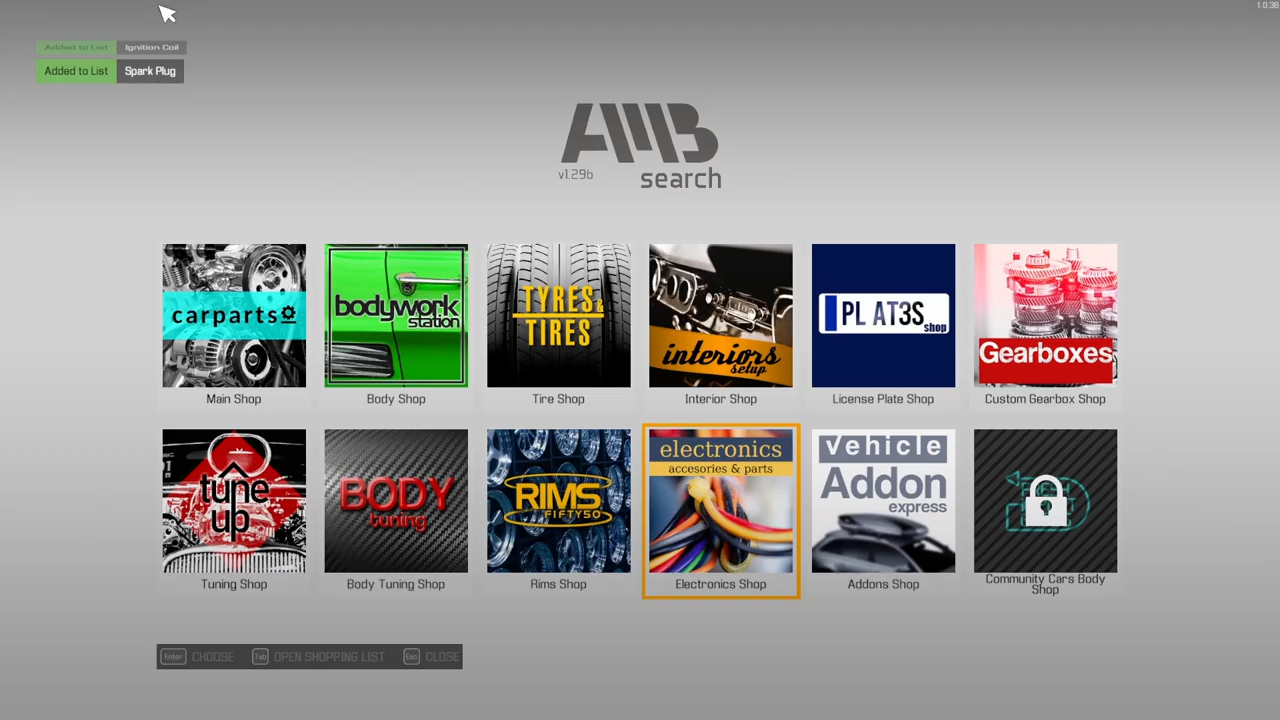 1.0.36
Added to List Ignition Coil
Added to List Spark Plug
AMB
v1.29b search
carparts
bodywork
station
TYRES &
TIRES
interiors
setup
PL AT3S
shop
Gearboxes
Main Shop
Body Shop
Tire Shop
Interior Shop
License Plate Shop
Custom Gearbox Shop
tune
up
BODY
tuning
RIMS
FIFTY50
electronics
accesories & parts
vehicle
Addon
express
Tuning Shop
Body Tuning Shop
Rims Shop
Electronics Shop
Addons Shop
Community Cars Body
Shop
Enter CHOOSE Tab OPEN SHOPPING LIST Esc CLOSE